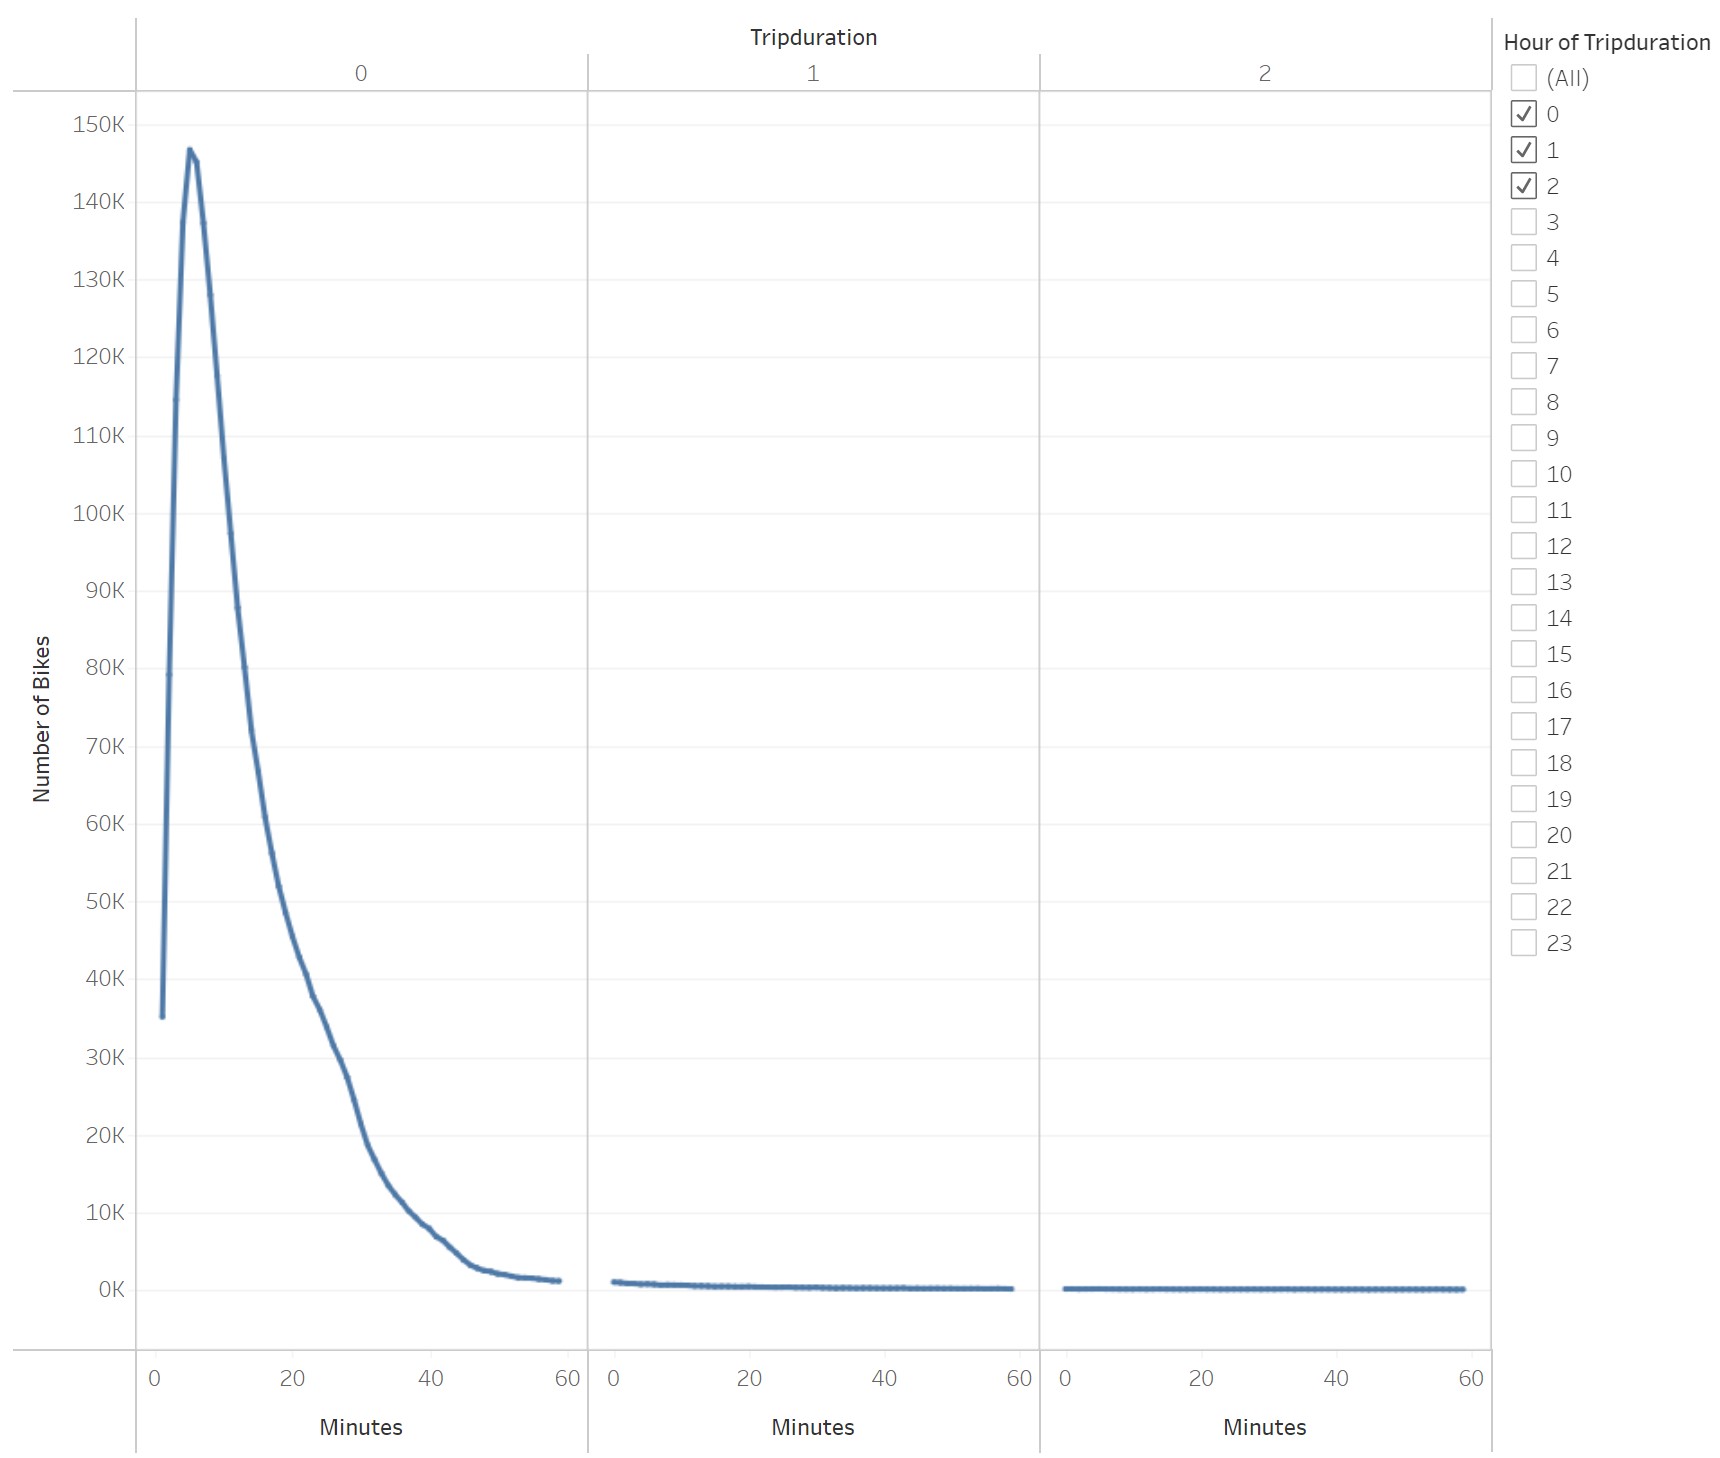 Tripduration
0 1 2
150K
140K
130K
120K
110K
100K
90K
80K
70K
60K
50K
40K
30K
20K
10K
0K
Number of Bikes
0 20 40 60 0 20 40 60 0 20 40 60
Minutes Minutes Minutes
Hour of Tripduration
(All)
0
1
2
3
4
5
6
7
8
9
10
11
12
13
14
15
16
17
18
19
20
21
22
23